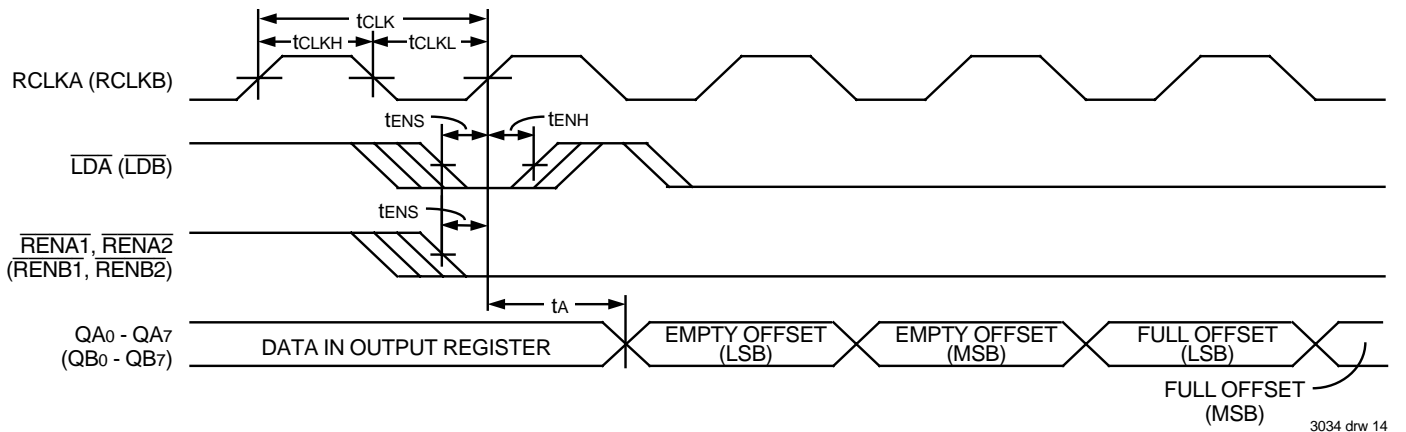 tCLK
tCLKH
tCLKL
RCLKA (RCLKB)
tENS
tENH
LDA (LDB)
tENS
RENA1, RENA2
(RENB1, RENB2)
tA
QA0 - QA7
(QB0 - QB7)
DATA IN OUTPUT REGISTER
EMPTY OFFSET
(LSB)
EMPTY OFFSET
(MSB)
FULL OFFSET
(LSB)
FULL OFFSET
(MSB)
3034 drw 14